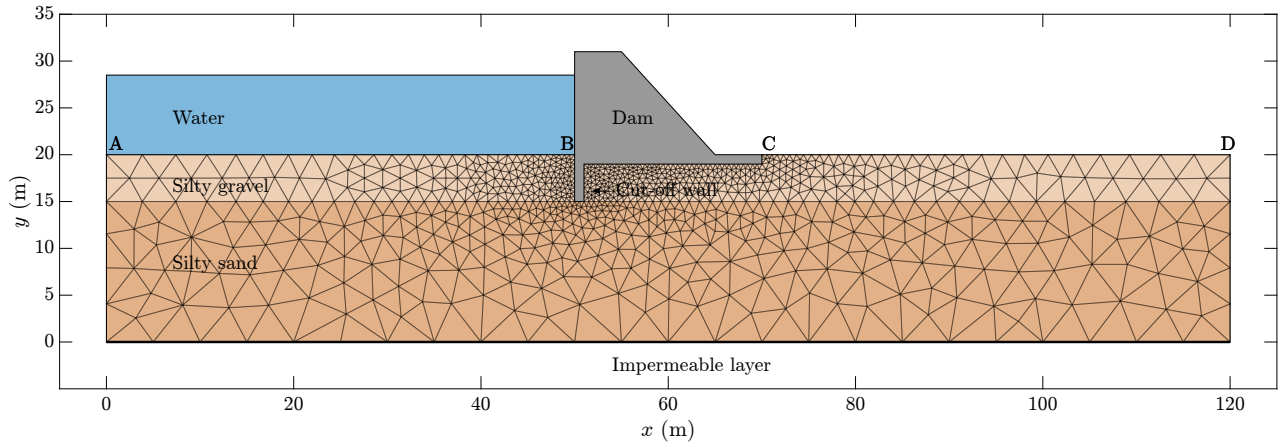 35
30
25
20
15
10
5
0
y (m)
Water
Dam
A
B
C
D
Silty gravel
Cut-off wall
Silty sand
Impermeable layer
0 20 40 60 80 100 120
x (m)